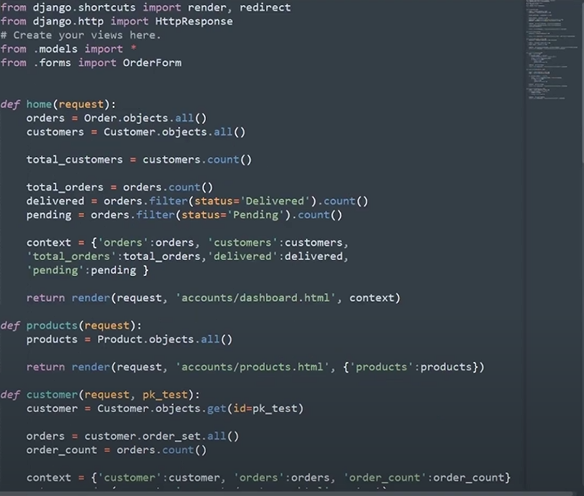 from django.shortcuts import render, redirect
from django.http import HttpResponse
# Create your views here.
from .models import *
from .forms import OrderForm
def home(request):
orders = Order.objects.all()
customers = Customer.objects.all()
total_customers = customers.count()
total_orders = orders.count()
delivered = orders.filter(status='Delivered').count()
pending = orders.filter(status='Pending').count()
context = {'orders':orders, 'customers':customers,
'total_orders':total_orders,'delivered':delivered,
'pending':pending }
return render(request, 'accounts/dashboard.html', context)
def products(request):
products = Product.objects.all()
return render(request, 'accounts/products.html', {'products':products})
def customer(request, pk_test):
customer = Customer.objects.get(id=pk_test)
orders = customer.order_set.all()
order_count = orders.count()
context = {'customer':customer, 'orders':orders, 'order_count':order_count}